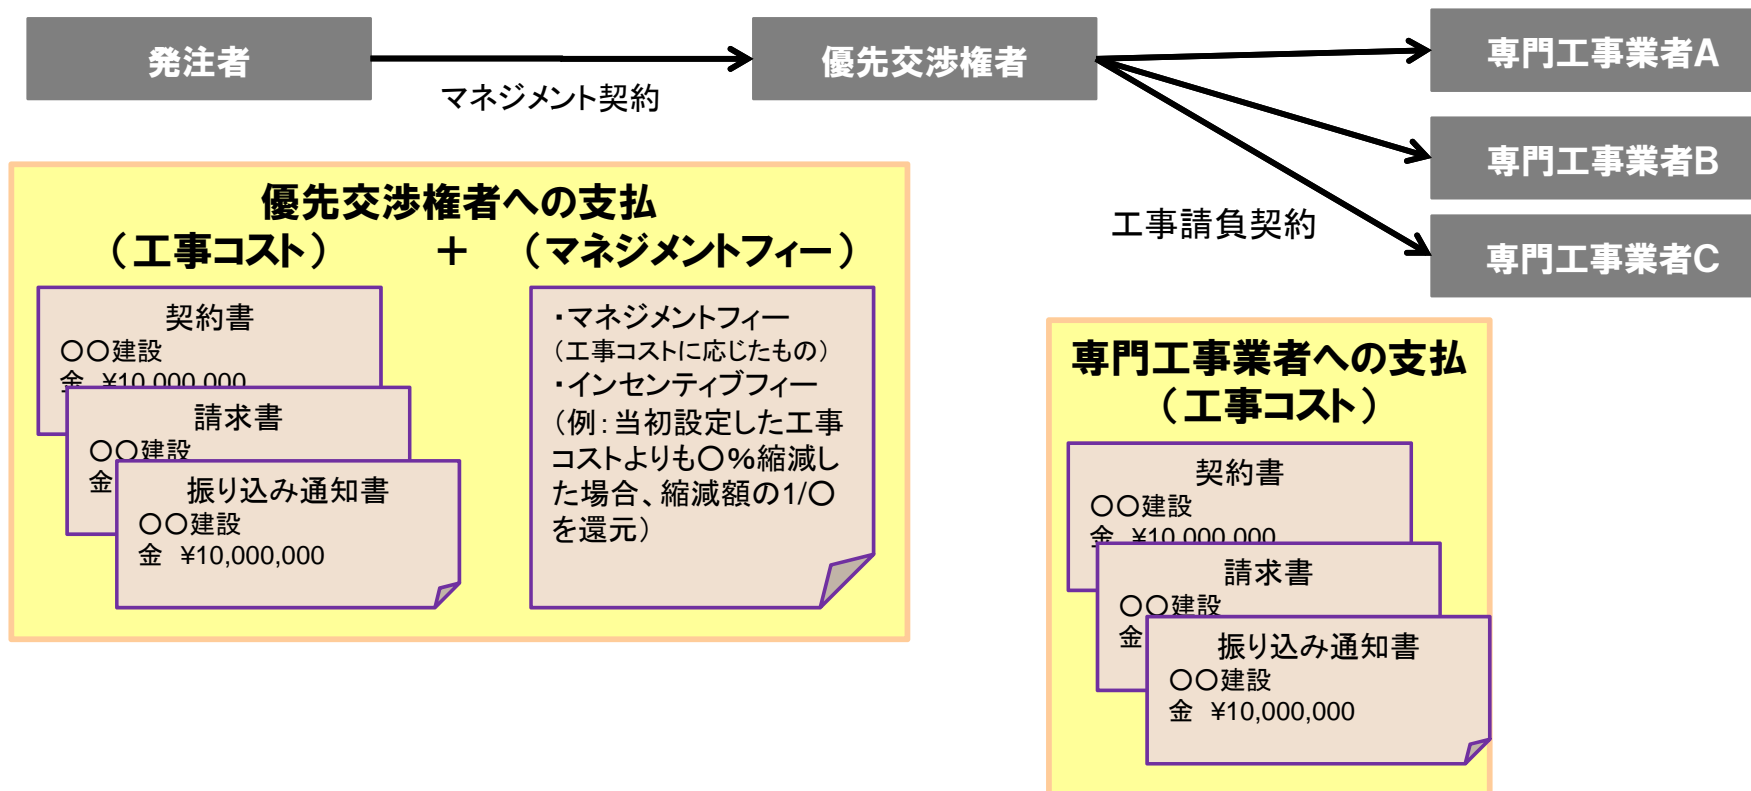 発注者
マネジメント契約
優先交渉権者
専門工事業者A
専門工事業者B
専門工事業者C
工事請負契約
優先交渉権者への支払
（工事コスト）　＋　（マネジメントフィー）
契約書
〇〇建設
金　¥10,000,000
請求書
〇〇建設
金
振り込み通知書
〇〇建設
金　¥10,000,000
・マネジメントフィー
（工事コストに応じたもの）
・インセンティブフィー
（例：当初設定した工事
コストよりも〇％縮減し
た場合、縮減額の1/〇
を還元）
専門工事業者への支払
（工事コスト）
契約書
〇〇建設
金　¥10,000,000
請求書
〇〇建設
金
振り込み通知書
〇〇建設
金　¥10,000,000